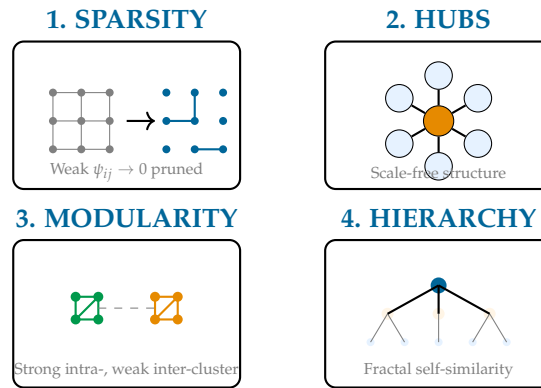 1. SPARSITY
Weak ψᵢⱼ → 0 pruned
2. HUBS
Scale-free structure
3. MODULARITY
Strong intra-, weak inter-cluster
4. HIERARCHY
Fractal self-similarity